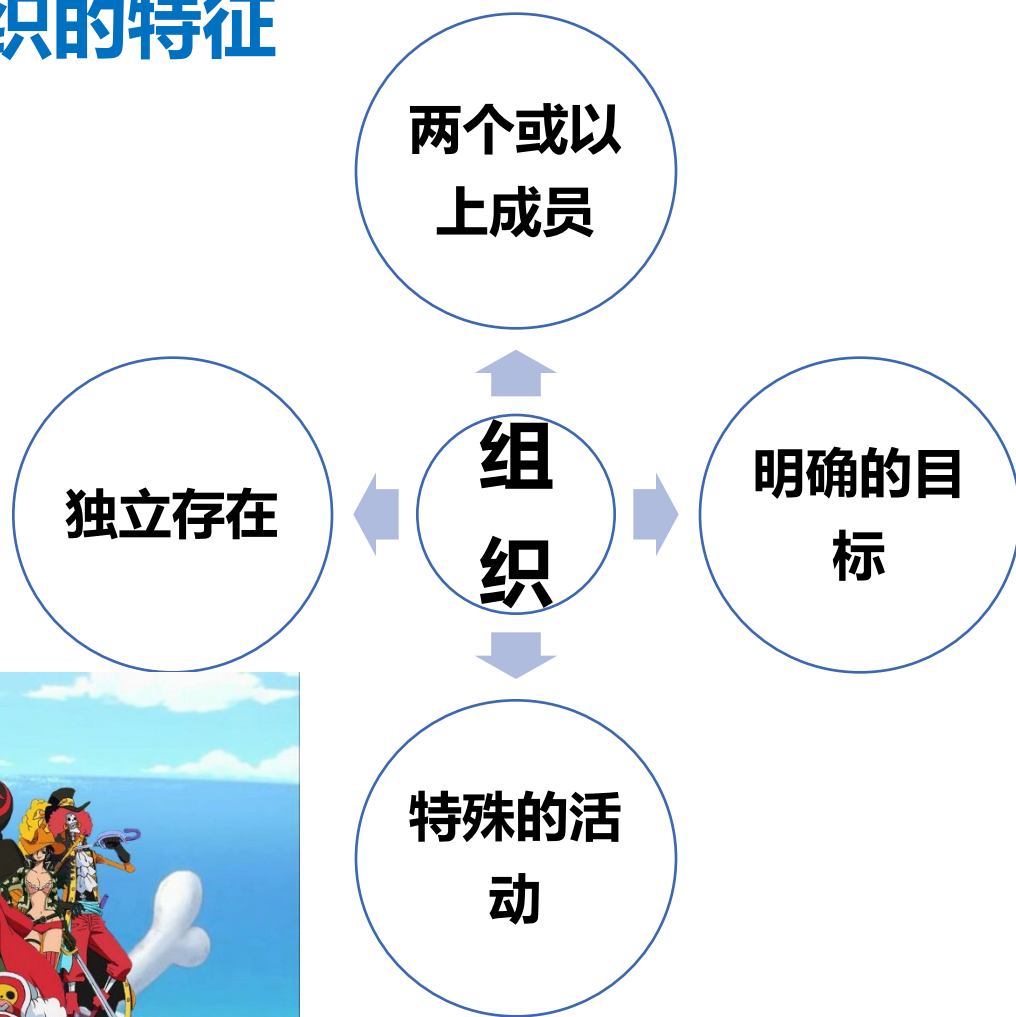 织的特征
两个或以
上成员
独立存在
组
织
明确的目
标
特殊的活
动